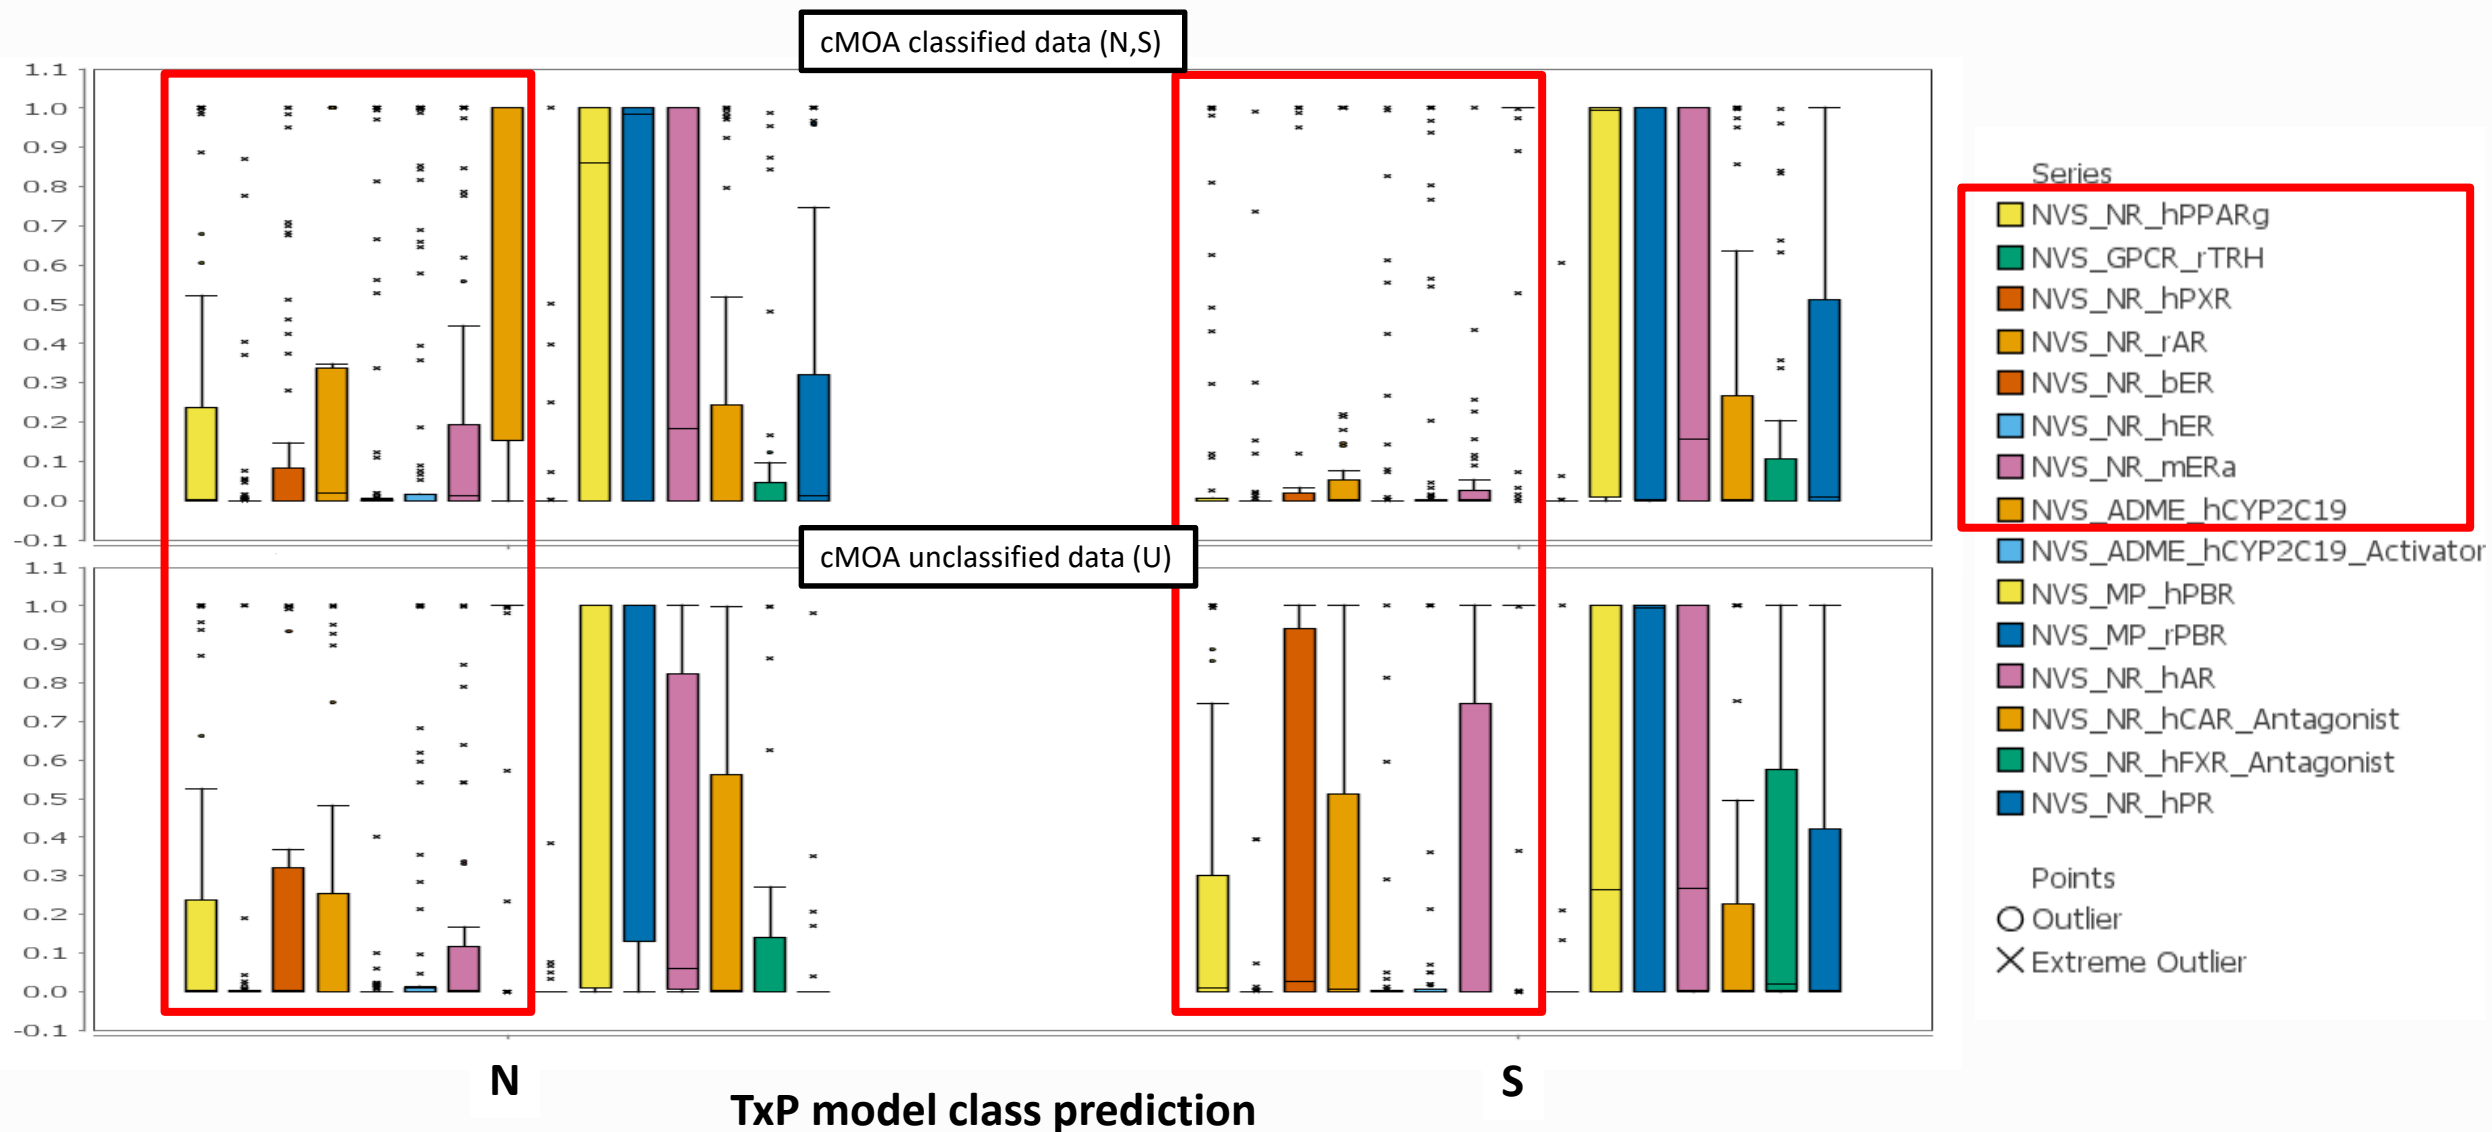 cMOA classified data (N,S)
1.1
1.0
0.9
0.8
0.7
0.6
0.5
0.4
0.3
0.2
0.1
0.0
-0.1
cMOA unclassified data (U)
1.1
1.0
0.9
0.8
0.7
0.6
0.5
0.4
0.3
0.2
0.1
0.0
-0.1
N
S
TxP model class prediction
Series
NVS_NR_hPPARg
NVS_GPCR_rTRH
NVS_NR_hPXR
NVS_NR_rAR
NVS_NR_bER
NVS_NR_hER
NVS_NR_mERa
NVS_ADME_hCYP2C19
NVS_ADME_hCYP2C19_Activator
NVS_MP_hPBR
NVS_MP_rPBR
NVS_NR_hAR
NVS_NR_hCAR_Antagonist
NVS_NR_hFXR_Antagonist
NVS_NR_hPR
Points
Outlier
Extreme Outlier